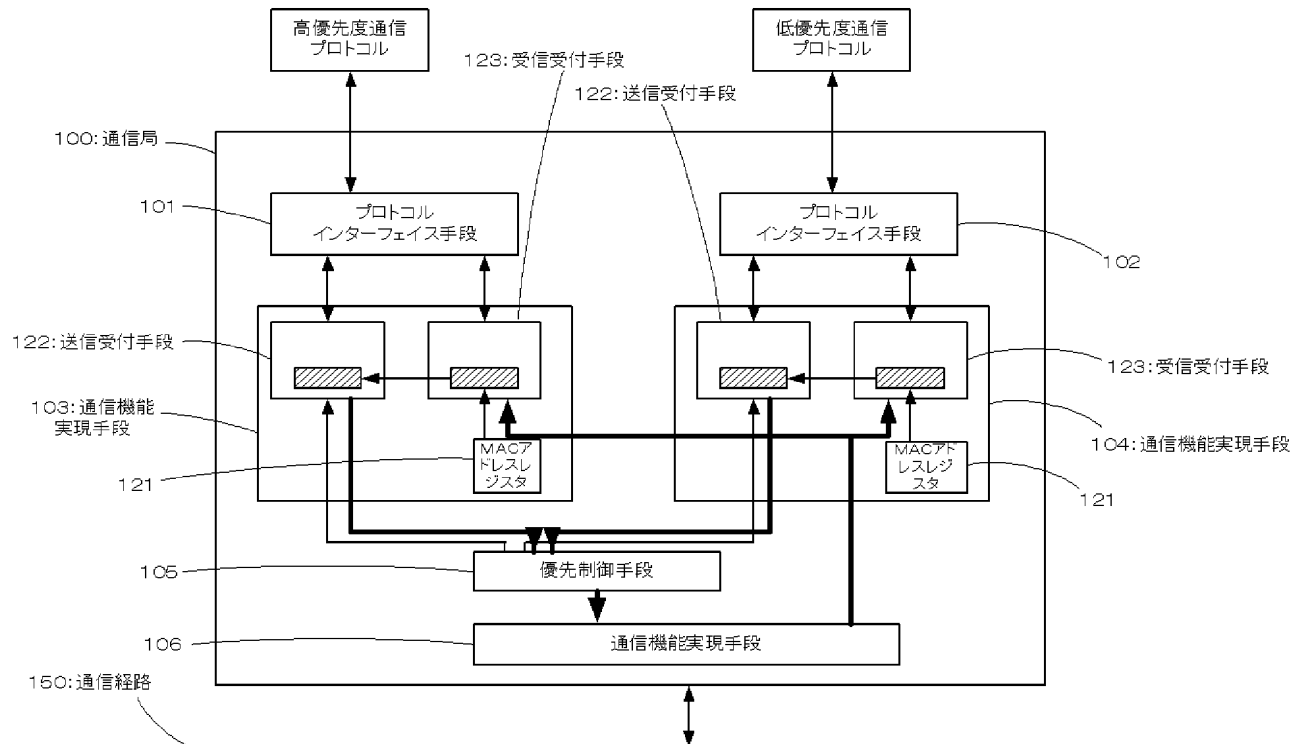 高優先度通信
プロトコル
低優先度通信
プロトコル
123:受信受付手段
122:送信受付手段
100:通信局
101
プロトコル
インターフェイス手段
プロトコル
インターフェイス手段
102
122:送信受付手段
123:受信受付手段
103:通信機能
実現手段
104:通信機能実現手段
MACア
ドレスレ
ジスタ
MACアド
レスレジ
スタ
121
121
105
優先制御手段
106
通信機能実現手段
150:通信経路